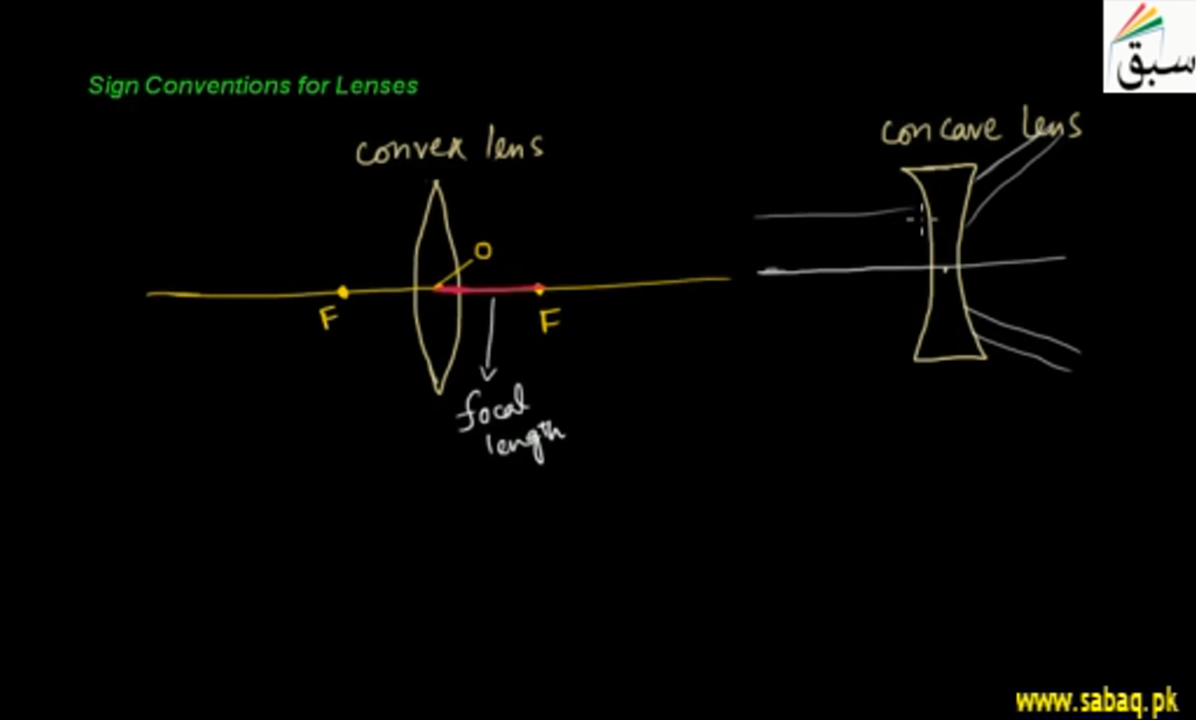 سبق
Sign Conventions for Lenses
convex lens
concave lens
O
F
F
focal
length
www.sabaq.pk